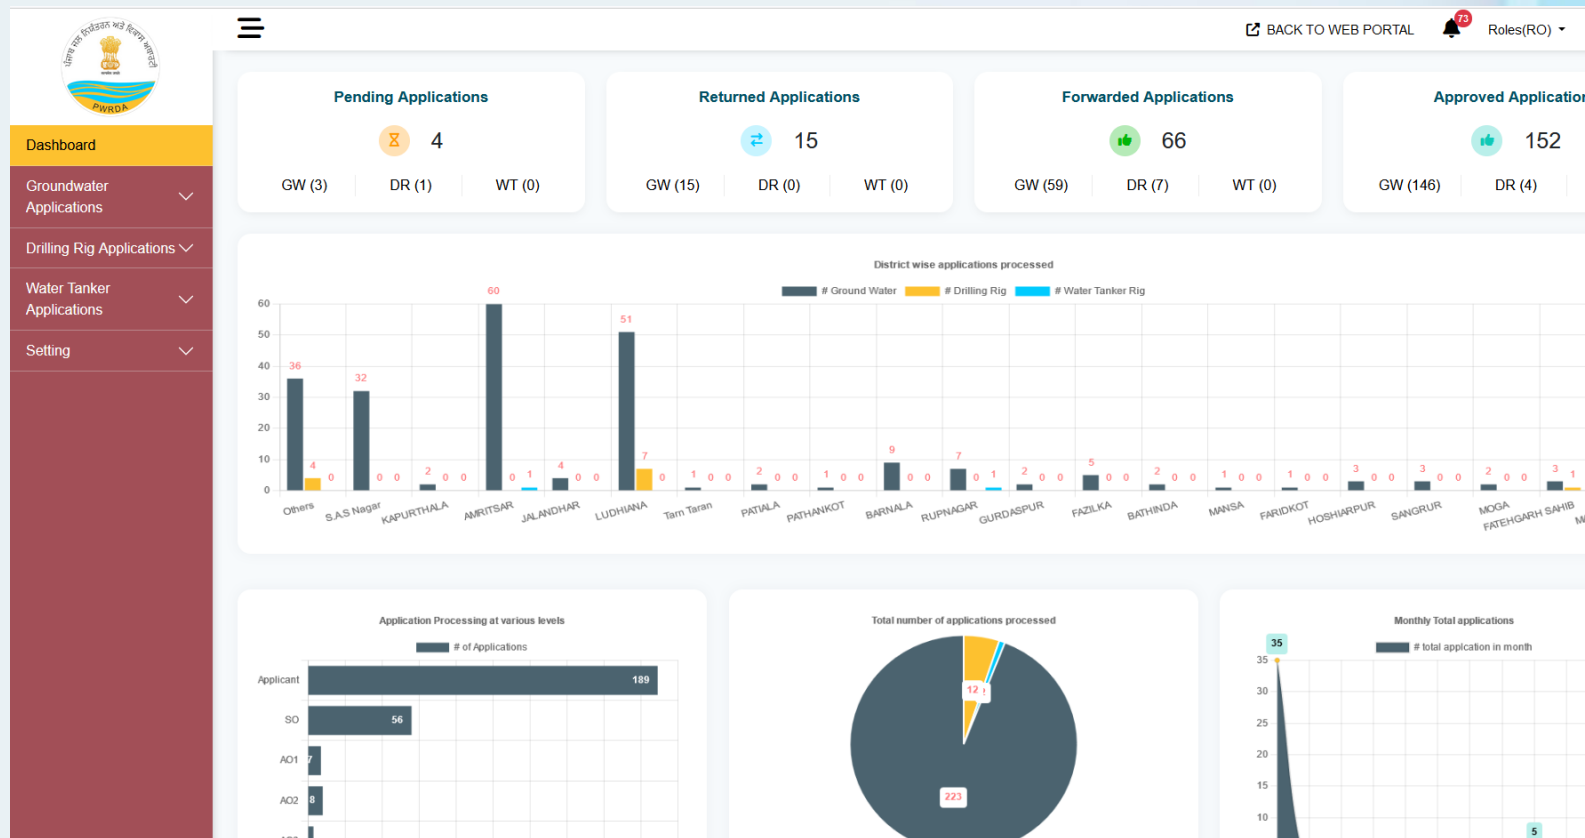 ਪੰਜਾਬ ਜਲ ਨਿਯੰਤਰਨ ਅਤੇ ਵਿਕਾਸ ਅਥਾਰਟੀ
PWRDA
BACK TO WEB PORTAL
73
Roles(RO)
Dashboard
Groundwater
Applications
Drilling Rig Applications
Water Tanker
Applications
Setting
Pending Applications
4
GW (3) DR (1) WT (0)
Returned Applications
15
GW (15) DR (0) WT (0)
Forwarded Applications
66
GW (59) DR (7) WT (0)
Approved Application
152
GW (146) DR (4)
District wise applications processed
# Ground Water # Drilling Rig # Water Tanker Rig
60
50
40
30
20
10
0
36 4 0
32 0 0
2 0 0
60 0 1
4 0 0
51 7 0
1 0 0
2 0 0
1 0 0
9 0 0
7 0 1
2 0 0
5 0 0
2 0 0
1 0 0
1 0 0
3 0 0
3 0 0
2 0 0
3 1
Others
S.A.S Nagar
KAPURTHALA
AMRITSAR
JALANDHAR
LUDHIANA
Tarn Taran
PATIALA
PATHANKOT
BARNALA
RUPNAGAR
GURDASPUR
FAZILKA
BATHINDA
MANSA
FARIDKOT
HOSHIARPUR
SANGRUR
MOGA
FATEHGARH SAHIB
Application Processing at various levels
# of Applications
Applicant 189
SO 56
AO1 7
AO2 8
Total number of applications processed
12
223
Monthly Total applications
# total application in month
35
35
30
25
20
15
10
5